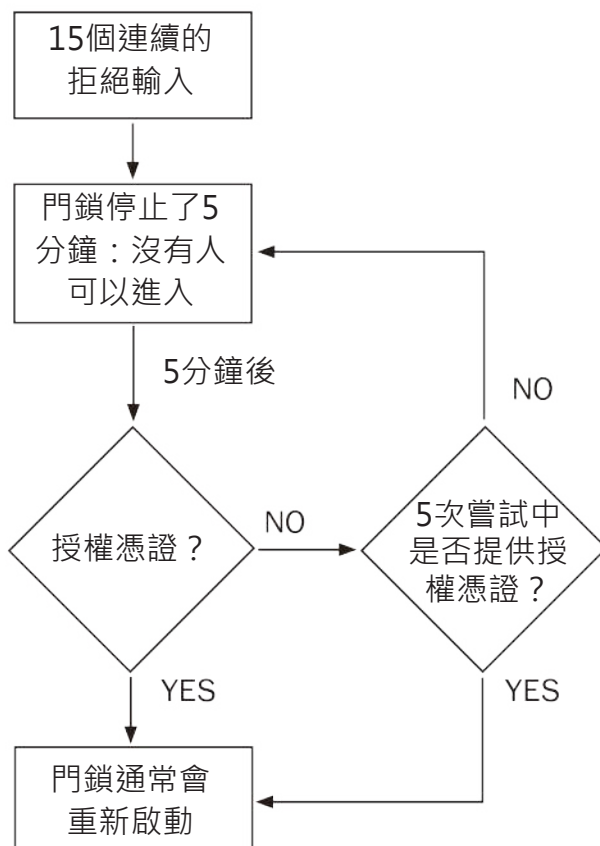 15個連續的
拒絕輸入
門鎖停止了5
分鐘：沒有人
可以進入
5分鐘後
NO
授權憑證？
NO
5次嘗試中
是否提供授
權憑證？
YES
YES
門鎖通常會
重新啟動